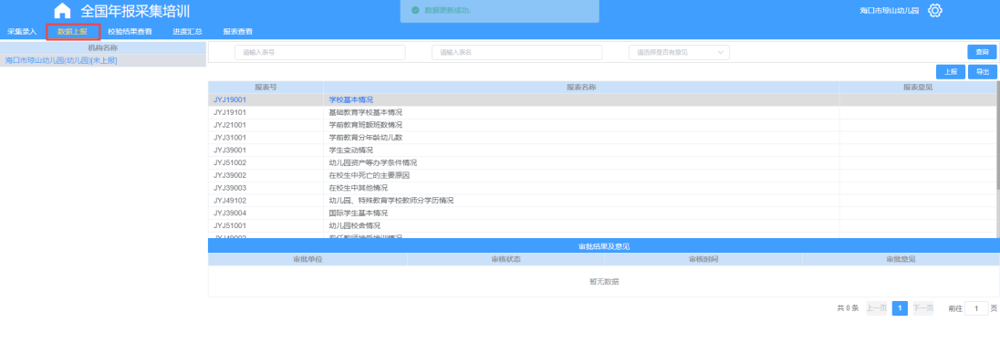 全国年报采集培训
数据更新成功。
海口市琼山幼儿园
采集录入 数据上报 校验结果查看 进度汇总 报表查看
机构名称
海口市琼山幼儿园(幼儿园)[未上报]
请输入表号 请输入表名 请选择是否有意见 查询
上报 导出
报表号 报表名称 报表意见
JYJ19001 学校基本情况
JYJ19101 基础教育学校基本情况
JYJ21001 学前教育班额班数情况
JYJ31001 学前教育分年龄幼儿数
JYJ39001 学生变动情况
JYJ51002 幼儿园资产等办学条件情况
JYJ39002 在校生中死亡的主要原因
JYJ39003 在校生中其他情况
JYJ49102 幼儿园、特殊教育学校教师分学历情况
JYJ39004 国际学生基本情况
JYJ51001 幼儿园校舍情况
审批结果及意见
审批单位 审核状态 审核时间 审批意见
暂无数据
共 0 条 上一页 1 下一页 前往 1 页